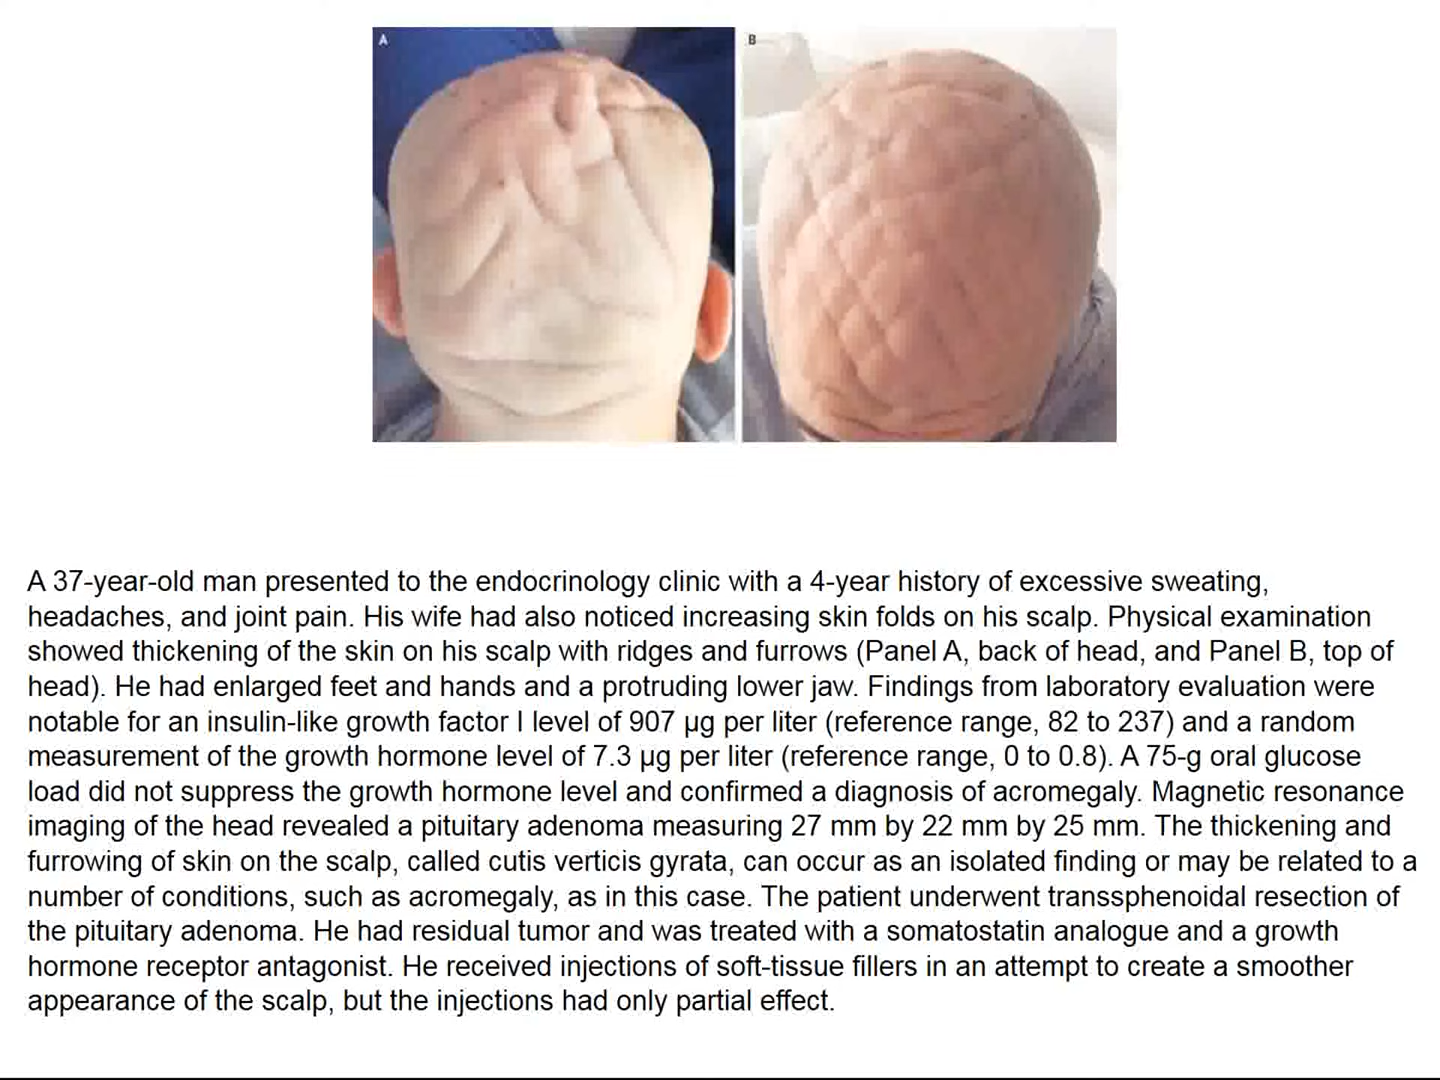 A
B
A 37-year-old man presented to the endocrinology clinic with a 4-year history of excessive sweating,
headaches, and joint pain. His wife had also noticed increasing skin folds on his scalp. Physical examination
showed thickening of the skin on his scalp with ridges and furrows (Panel A, back of head, and Panel B, top of
head). He had enlarged feet and hands and a protruding lower jaw. Findings from laboratory evaluation were
notable for an insulin-like growth factor I level of 907 µg per liter (reference range, 82 to 237) and a random
measurement of the growth hormone level of 7.3 µg per liter (reference range, 0 to 0.8). A 75-g oral glucose
load did not suppress the growth hormone level and confirmed a diagnosis of acromegaly. Magnetic resonance
imaging of the head revealed a pituitary adenoma measuring 27 mm by 22 mm by 25 mm. The thickening and
furrowing of skin on the scalp, called cutis verticis gyrata, can occur as an isolated finding or may be related to a
number of conditions, such as acromegaly, as in this case. The patient underwent transsphenoidal resection of
the pituitary adenoma. He had residual tumor and was treated with a somatostatin analogue and a growth
hormone receptor antagonist. He received injections of soft-tissue fillers in an attempt to create a smoother
appearance of the scalp, but the injections had only partial effect.